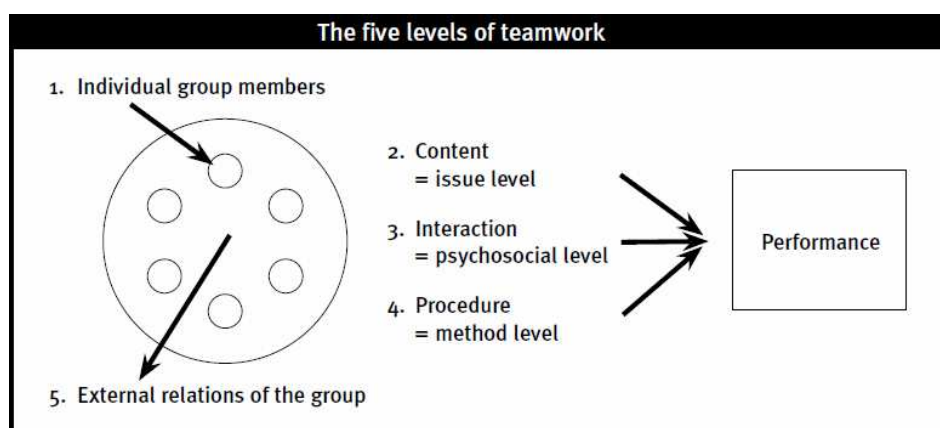 The five levels of teamwork
1. Individual group members
2. Content
= issue level
3. Interaction
= psychosocial level
4. Procedure
= method level
Performance
5. External relations of the group